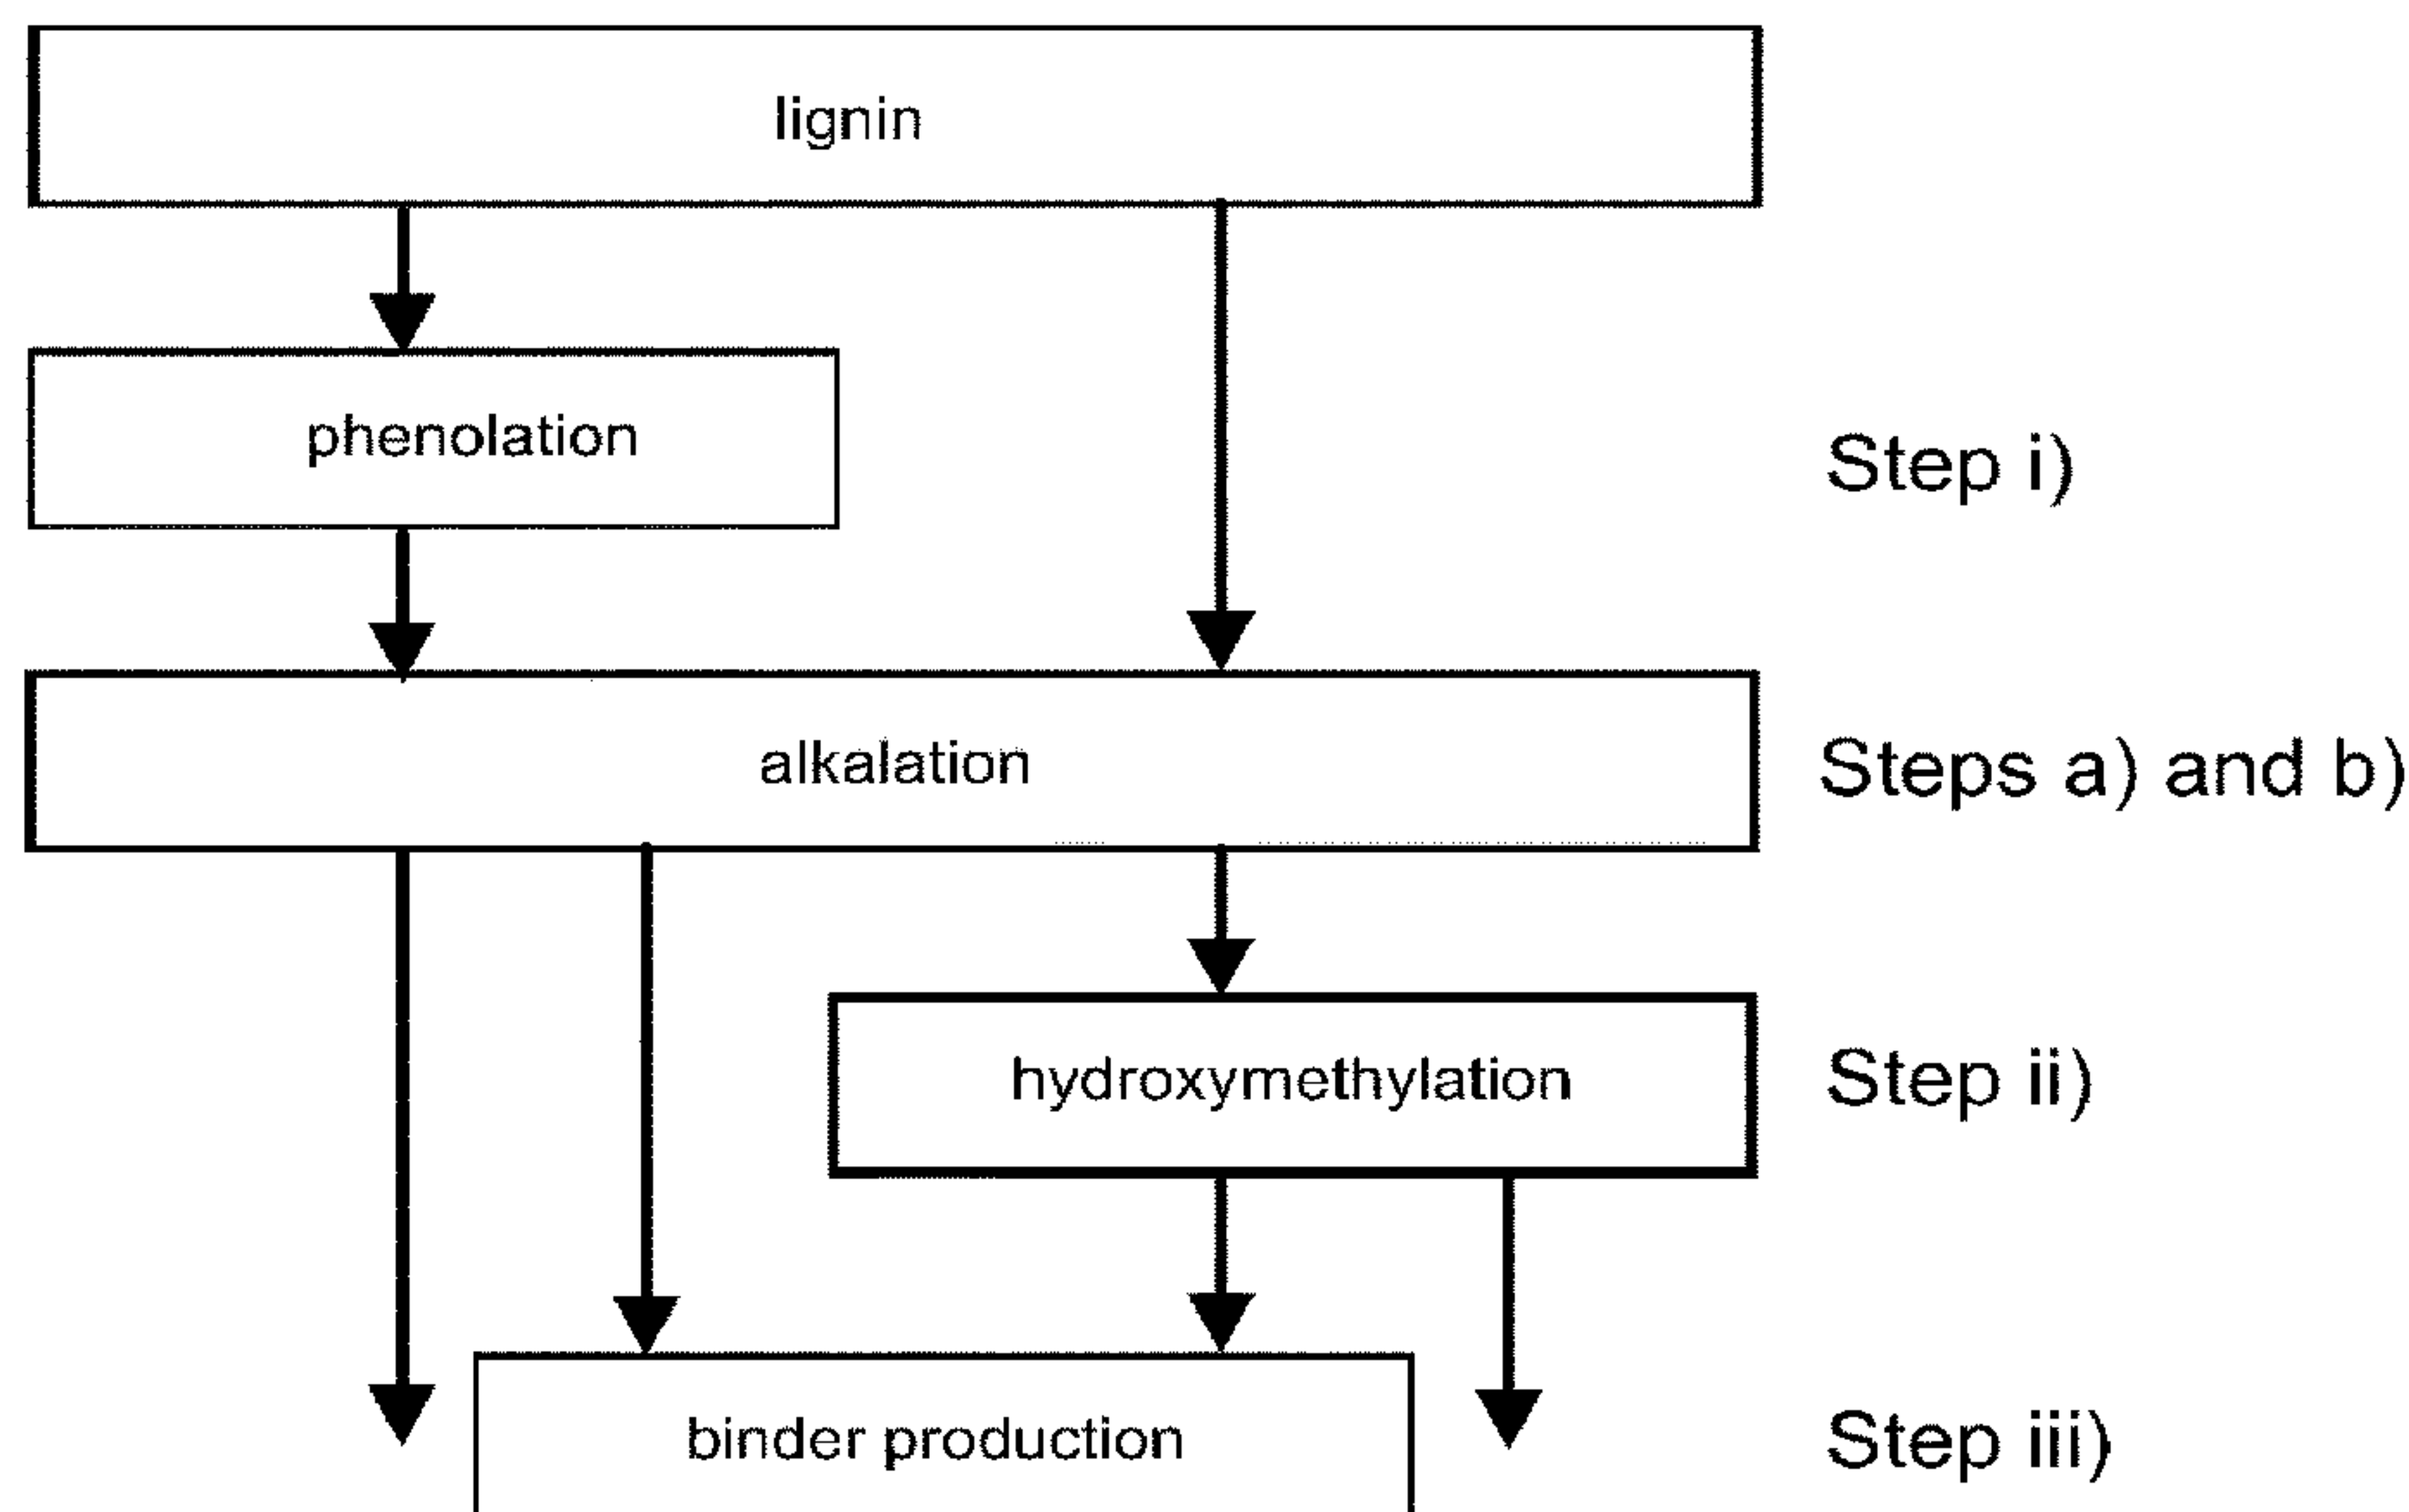 lignin
phenolation
Step i)
alkalation
Steps a) and b)
hydroxymethylation
Step ii)
binder production
Step iii)